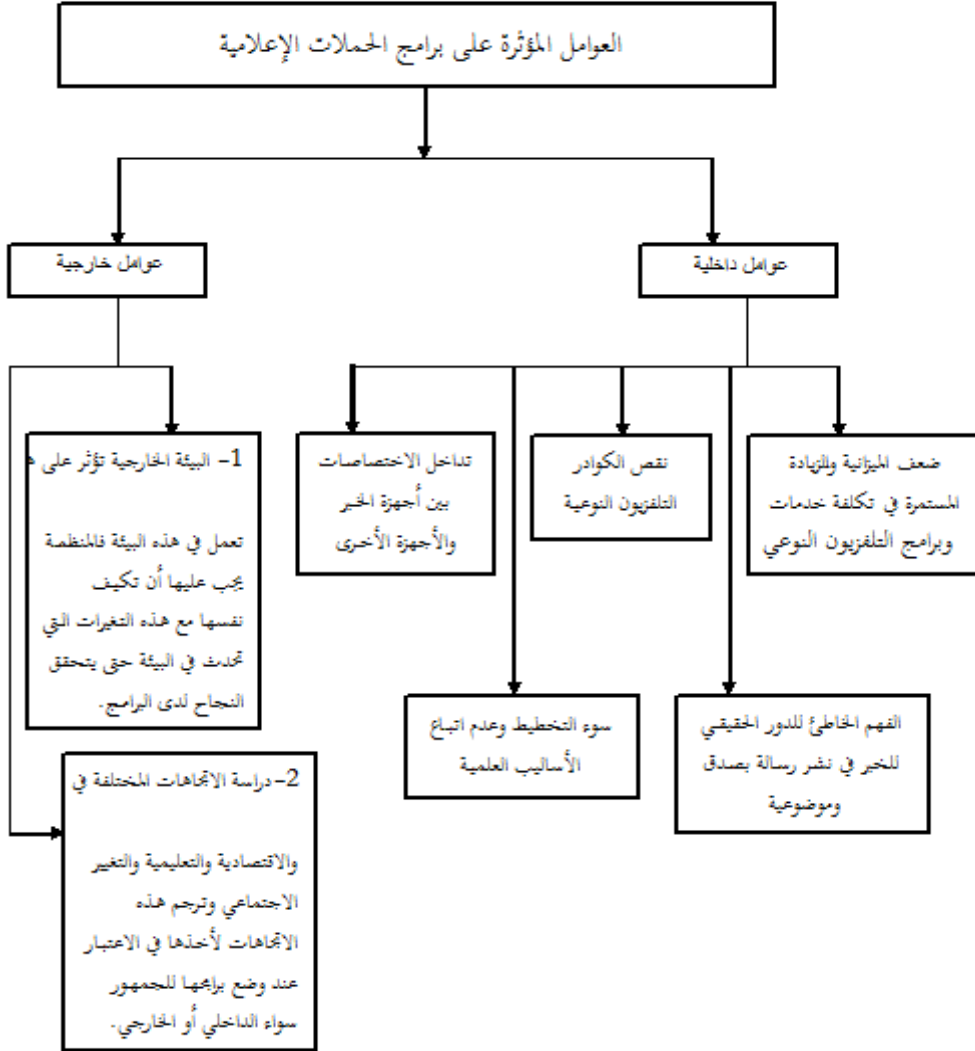 العوامل المؤثرة على برامج الحملات الإعلامية
عوامل داخلية
عوامل خارجية
ضعف الميزانية والزيادة
المستمرة في تكلفة خدمات
وبرامج التلفزيون النوعي
نقص الكوادر
التلفزيون النوعية
تداخل الاختصاصات
بين أجهزة الخبر
والأجهزة الأخرى
الفهم الخاطئ للدور الحقيقي
للخبر في نشر رسالة بصدق
وموضوعية
سوء التخطيط وعدم اتباع
الأساليب العلمية
1- البيئة الخارجية تؤثر على
تعمل في هذه البيئة فالمنظمة
يجب عليها أن تكيف
نفسها مع هذه التغيرات التي
تحدث في البيئة حتى يتحقق
النجاح لدى البرامج.
2- دراسة الاتجاهات المختلفة في
والاقتصادية والتعليمية والتغيير
الاجتماعي وترجم هذه
الاتجاهات لأخذها في الاعتبار
عند وضع برامجها للجمهور
سواء الداخلي أو الخارجي.